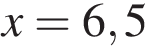 x = 6,5